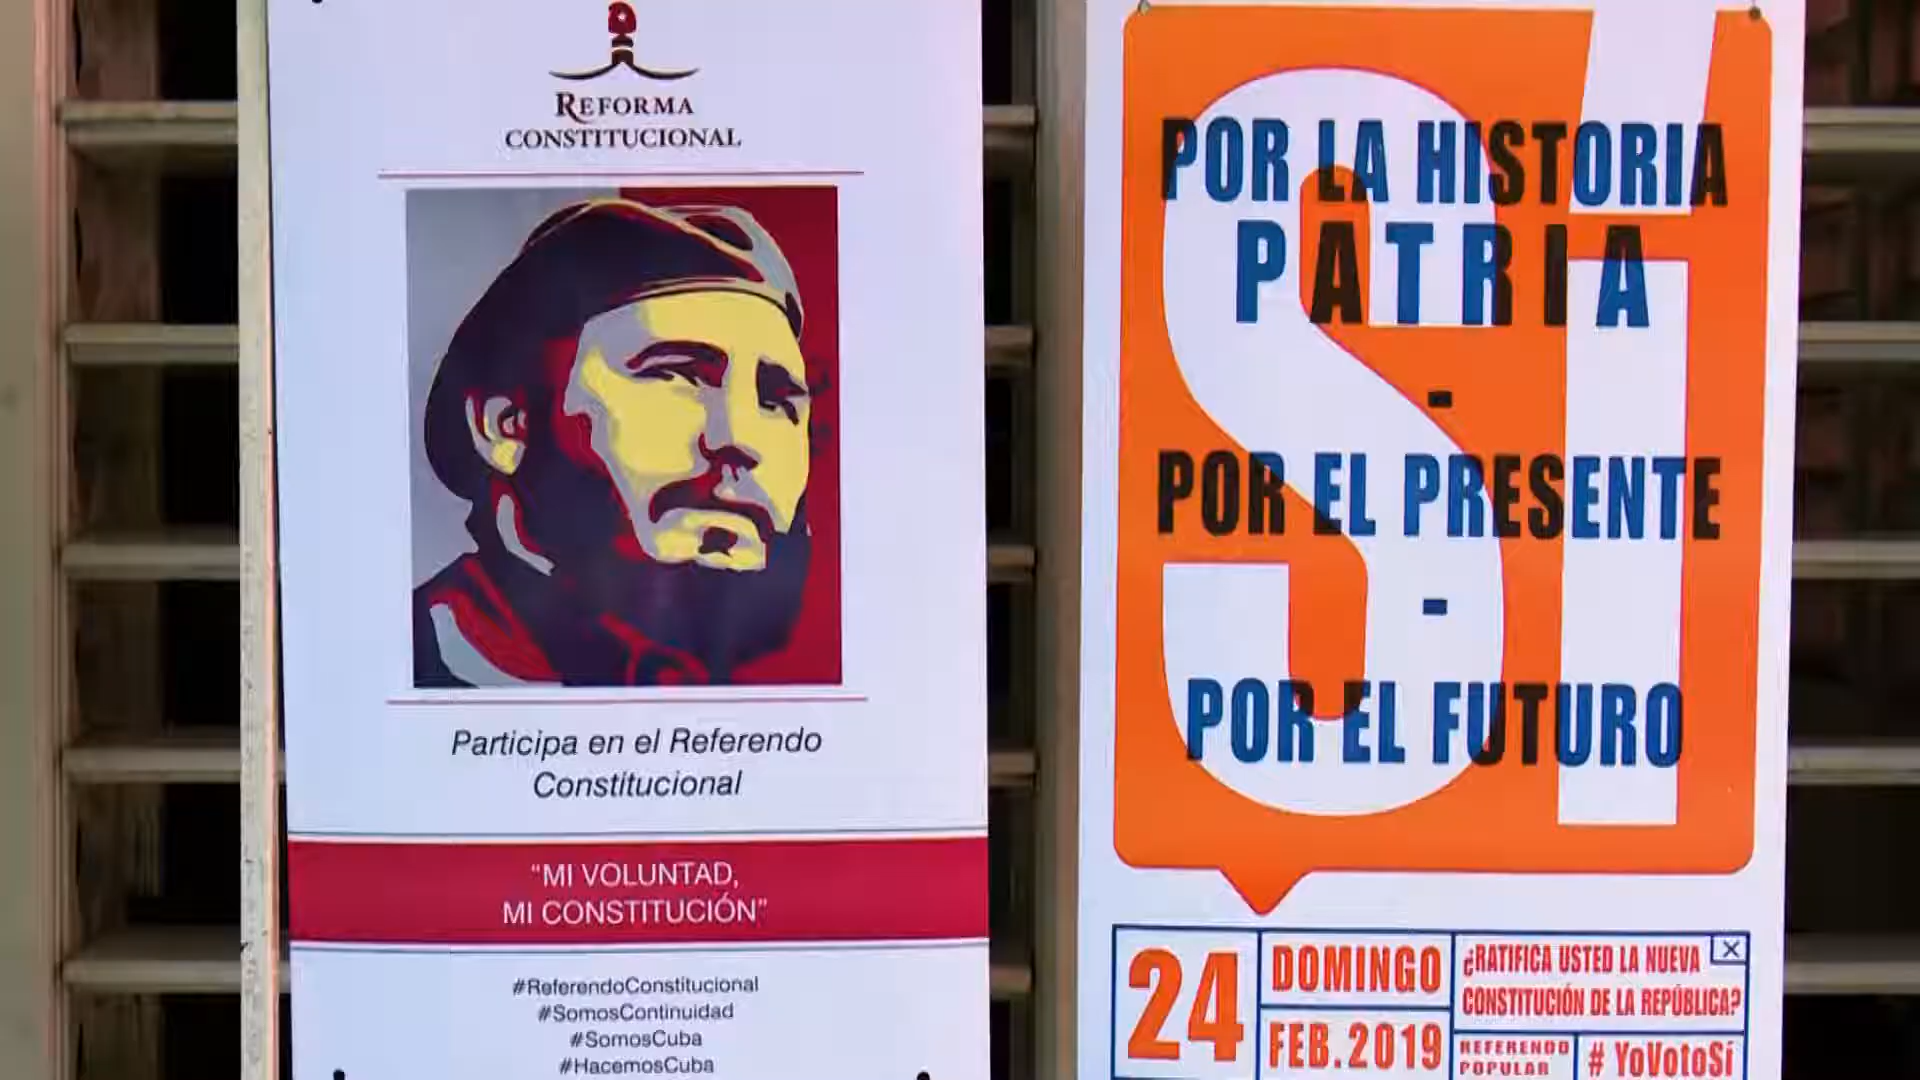 REFORMA
CONSTITUCIONAL
Participa en el Referendo
Constitucional
“MI VOLUNTAD,
MI CONSTITUCIÓN”
#ReferendoConstitucional
#SomosContinuidad
#SomosCuba
#HacemosCuba
Sí
POR LA HISTORIA
PATRIA
-
POR EL PRESENTE
-
POR EL FUTURO
24
DOMINGO
FEB.2019
¿RATIFICA USTED LA NUEVA
CONSTITUCIÓN DE LA REPÚBLICA?
REFERENDO
POPULAR
# YoVotoSí